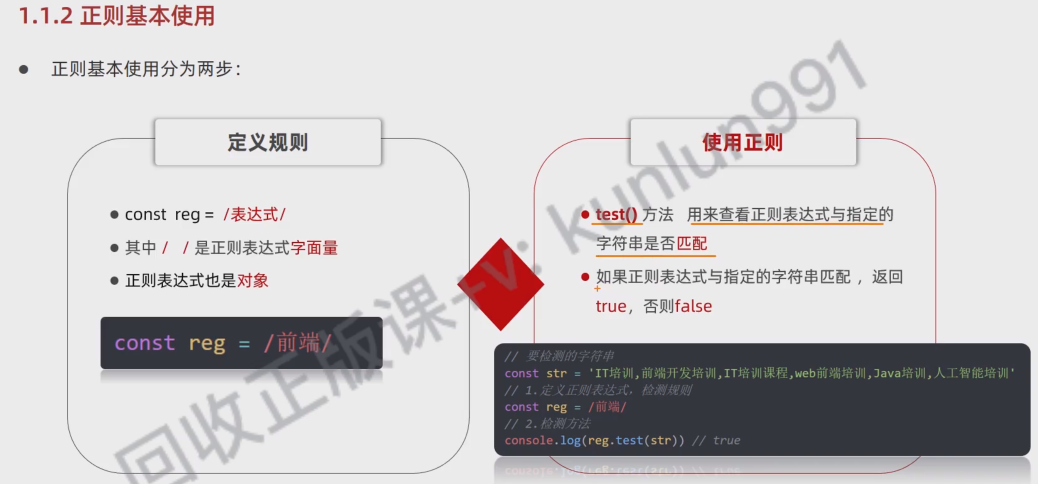 1.1.2 正则基本使用
● 正则基本使用分为两步：
定义规则
● const reg = /表达式/
● 其中 / / 是正则表达式字面量
● 正则表达式也是对象
const reg = /前端/
使用正则
● test() 方法 用来查看正则表达式与指定的
字符串是否匹配
● 如果正则表达式与指定的字符串匹配 ，返回
true，否则false
// 要检测的字符串
const str = 'IT培训,前端开发培训,IT培训课程,web前端培训,Java培训,人工智能培训'
// 1.定义正则表达式，检测规则
const reg = /前端/
// 2.检测方法
console.log(reg.test(str)) // true
回收正版课+v: kunlun991